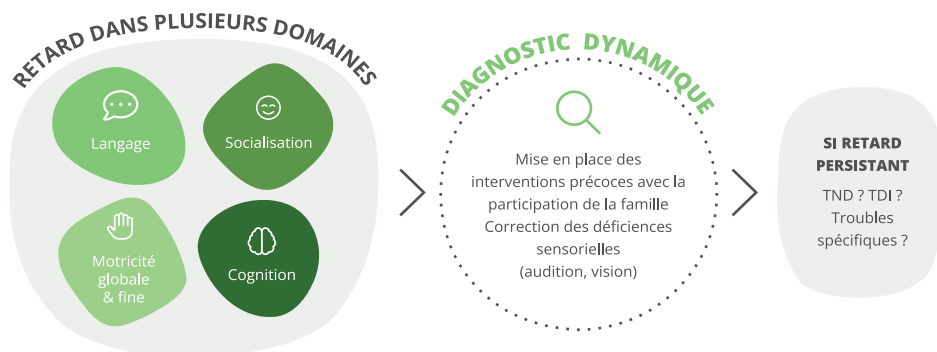 RETARD DANS PLUSIEURS DOMAINES
Langage
Socialisation
Motricité
globale
& fine
Cognition
DIAGNOSTIC DYNAMIQUE
Mise en place des
interventions précoces avec la
participation de la famille
Correction des déficiences
sensorielles
(audition, vision)
SI RETARD
PERSISTANT
TND ? TDI ?
Troubles
spécifiques ?